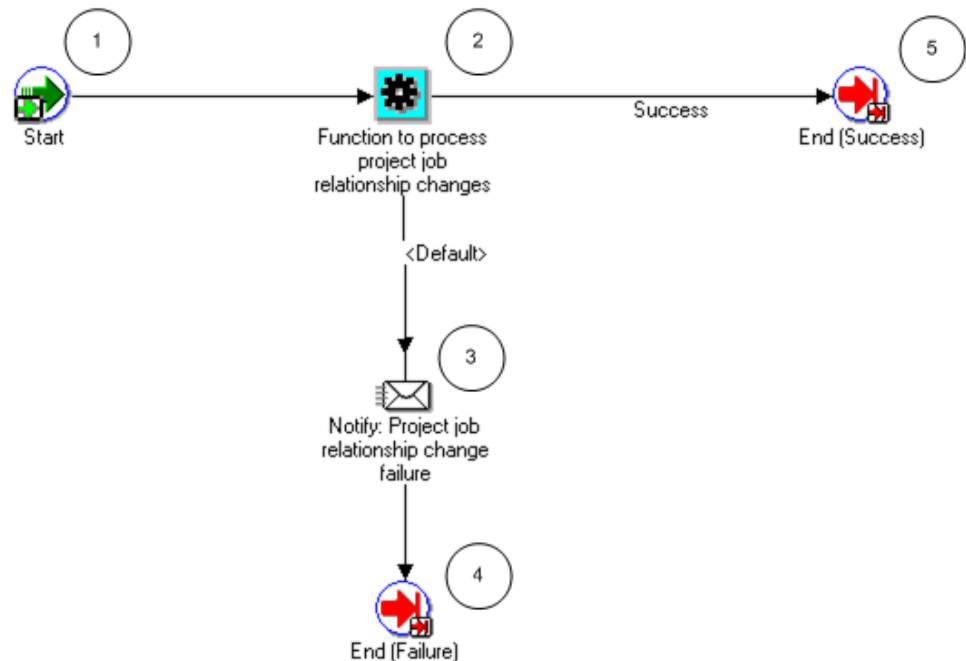 1
2
5
Start
Function to process
project job
relationship changes
Success
End (Success)
<Default>
3
Notify: Project job
relationship change
failure
4
End (Failure)